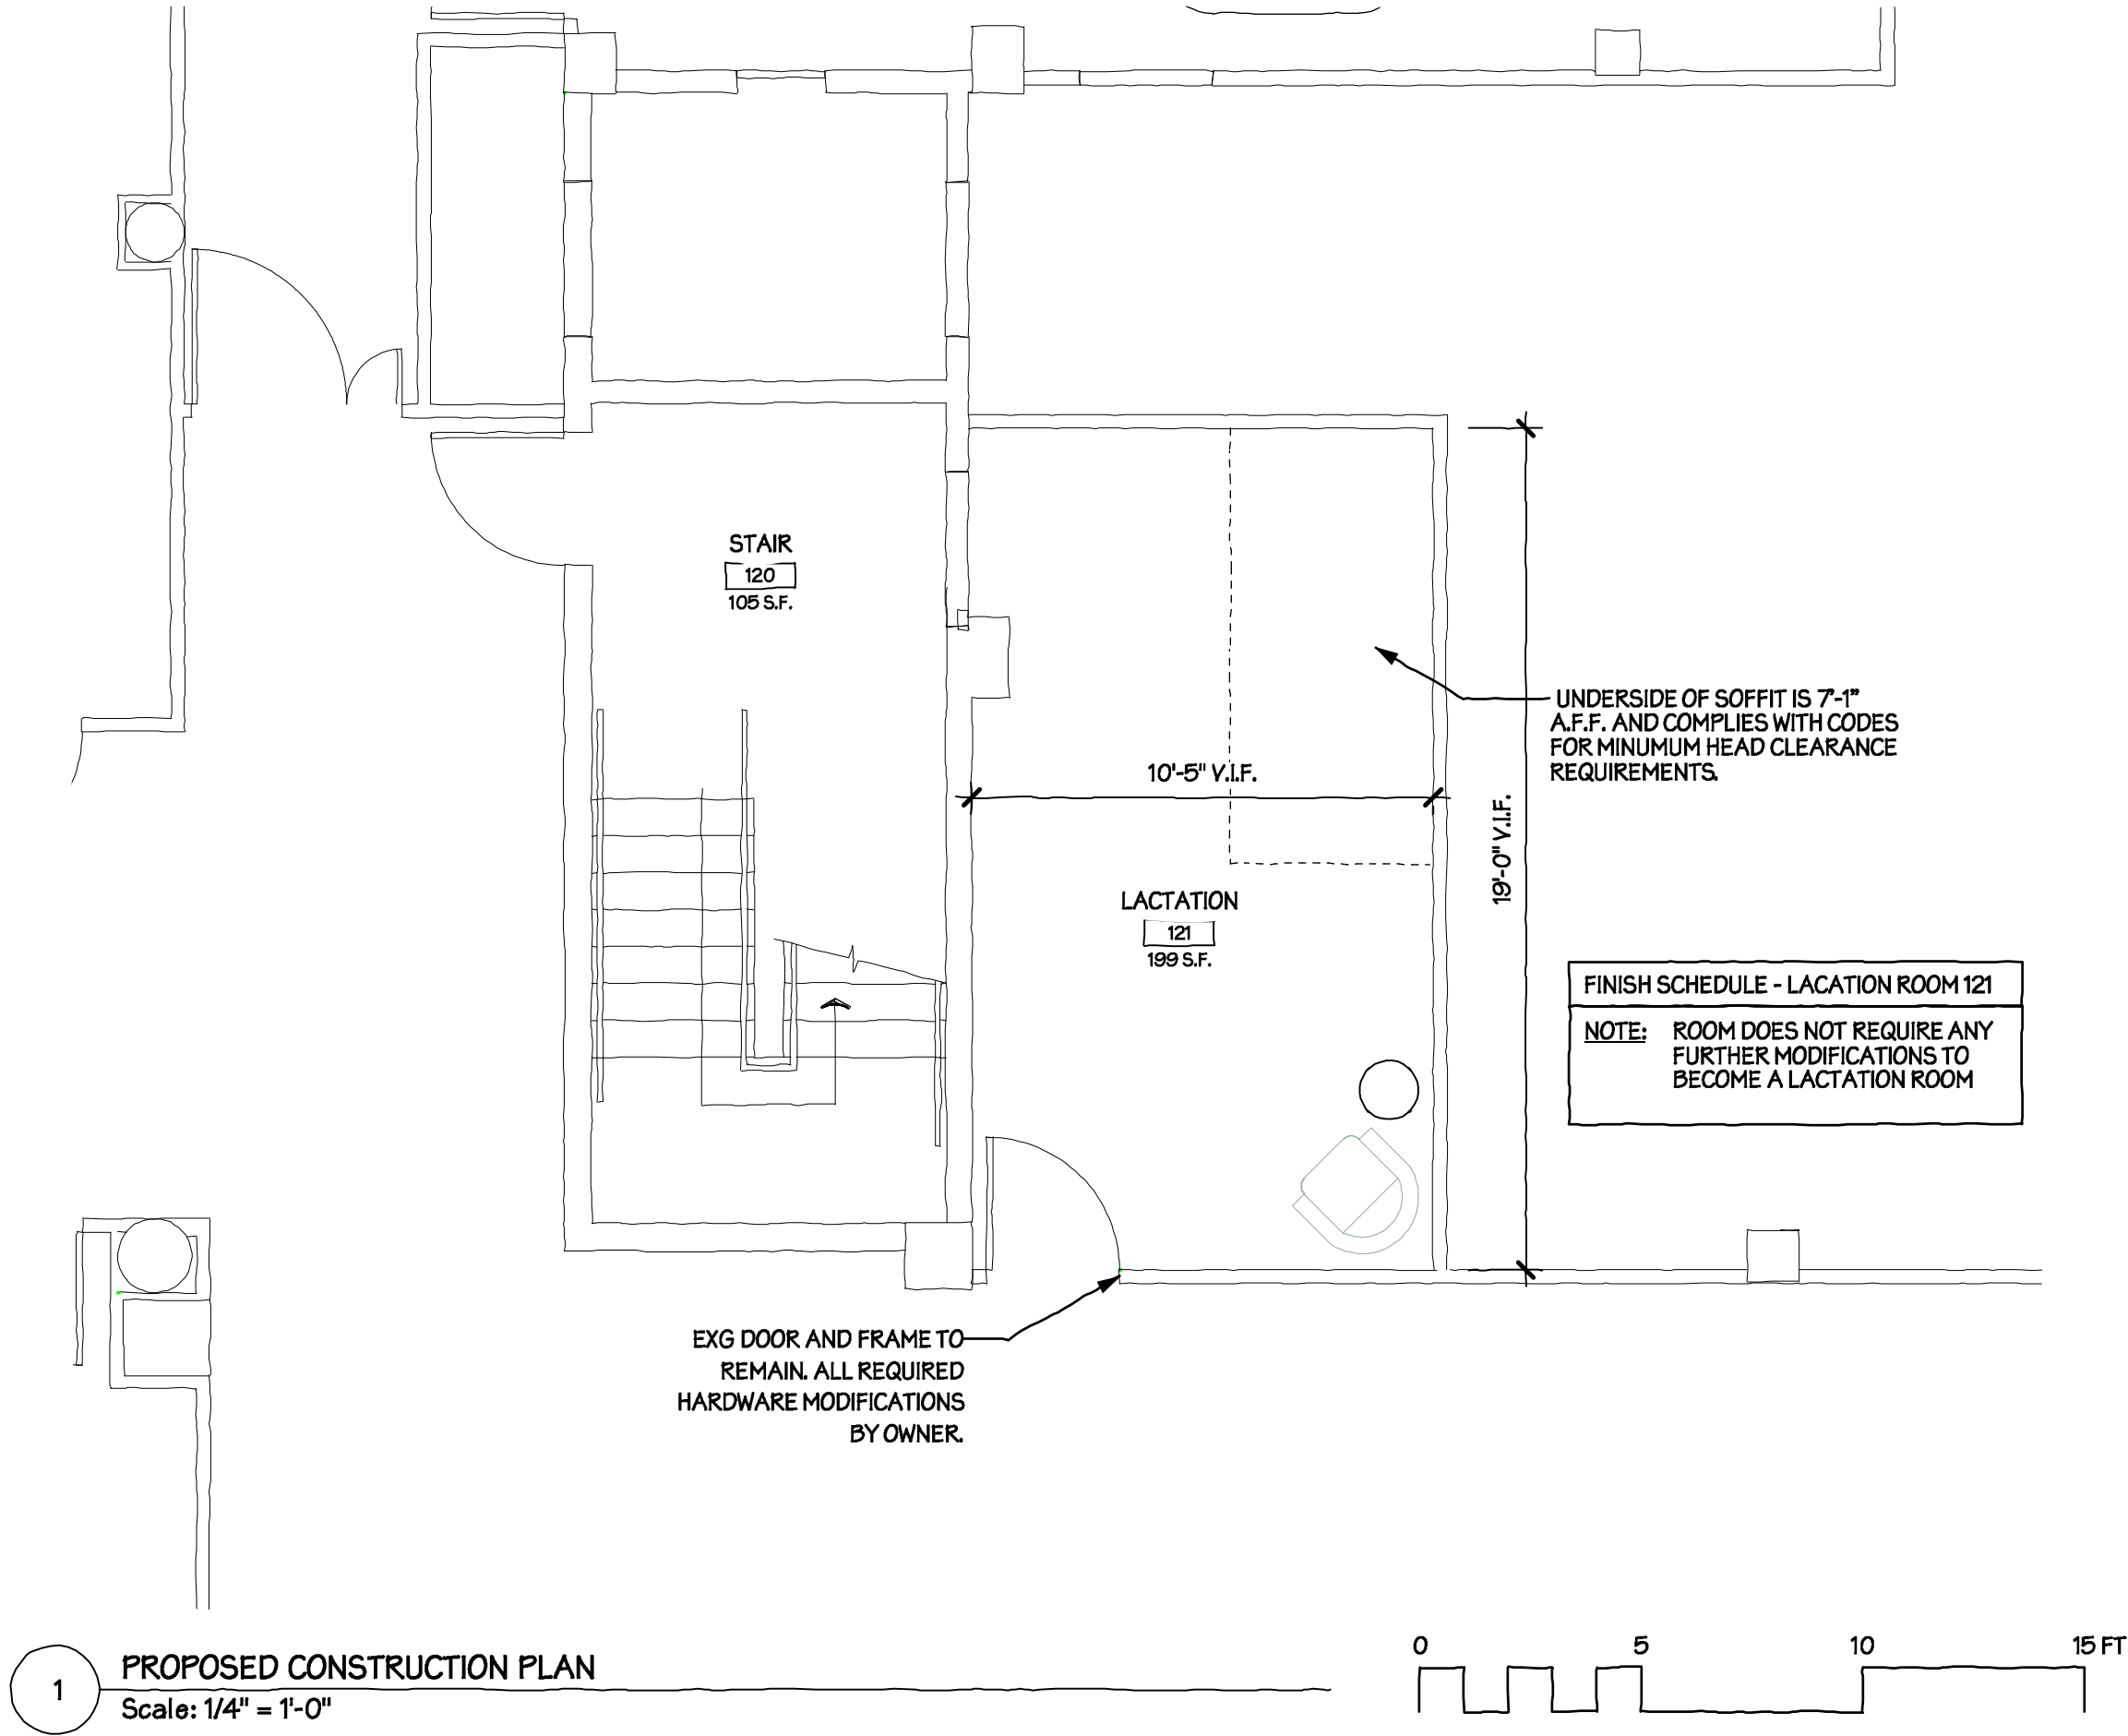 STAIR
120
105 S.F.
UNDERSIDE OF SOFFIT IS 7'-1"
A.F.F. AND COMPLIES WITH CODES
FOR MINUMUM HEAD CLEARANCE
REQUIREMENTS.
10'-5" V.I.F.
19'-0" V.I.F.
LACTATION
121
199 S.F.
FINISH SCHEDULE - LACATION ROOM 121
NOTE: ROOM DOES NOT REQUIRE ANY
FURTHER MODIFICATIONS TO
BECOME A LACTATION ROOM
EXG DOOR AND FRAME TO
REMAIN. ALL REQUIRED
HARDWARE MODIFICATIONS
BY OWNER.
1
PROPOSED CONSTRUCTION PLAN
Scale: 1/4" = 1'-0"
0 5 10 15 FT